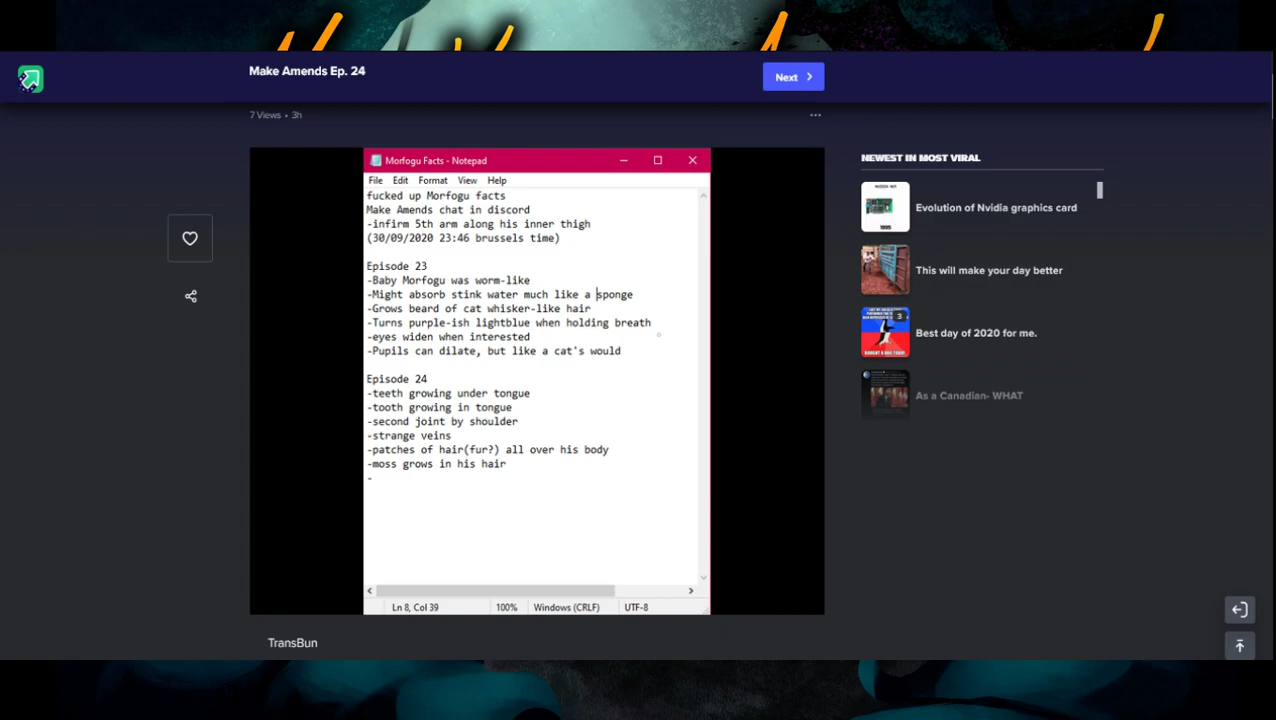 Make Amends Ep. 24
Next
7 Views • 3h
Morfogu Facts - Notepad
File Edit Format View Help
fucked up Morfogu facts
Make Amends chat in discord
-infirm 5th arm along his inner thigh
(30/09/2020 23:46 brussels time)
Episode 23
-Baby Morfogu was worm-like
-Might absorb stink water much like a sponge
-Grows beard of cat whisker-like hair
-Turns purple-ish lightblue when holding breath
-eyes widen when interested
-Pupils can dilate, but like a cat's would
Episode 24
-teeth growing under tongue
-tooth growing in tongue
-second joint by shoulder
-strange veins
-patches of hair(fur?) all over his body
-moss grows in his hair
-
Ln 8, Col 39 100% Windows (CRLF) UTF-8
TransBun
NEWEST IN MOST VIRAL
Evolution of Nvidia graphics card
1995
This will make your day better
3
Best day of 2020 for me.
As a Canadian- WHAT